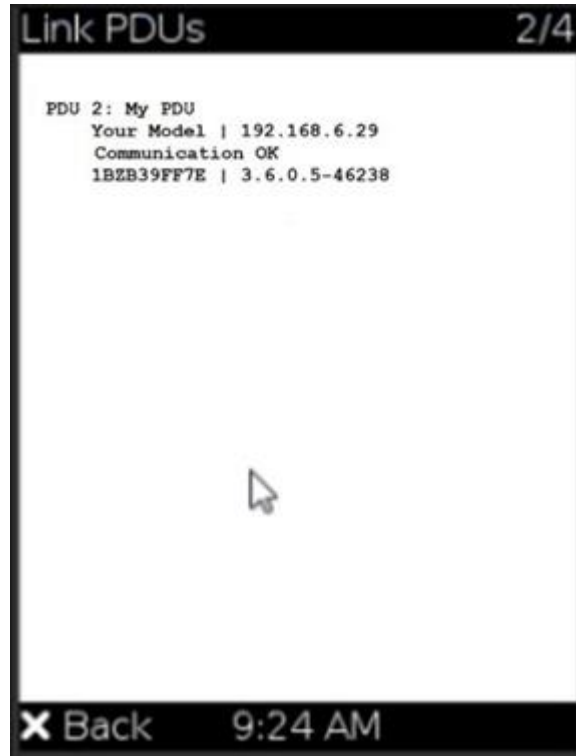 Link PDUs 2/4
PDU 2: My PDU
Your Model | 192.168.6.29
Communication OK
1BZB39FF7E | 3.6.0.5-46238
X Back 9:24 AM